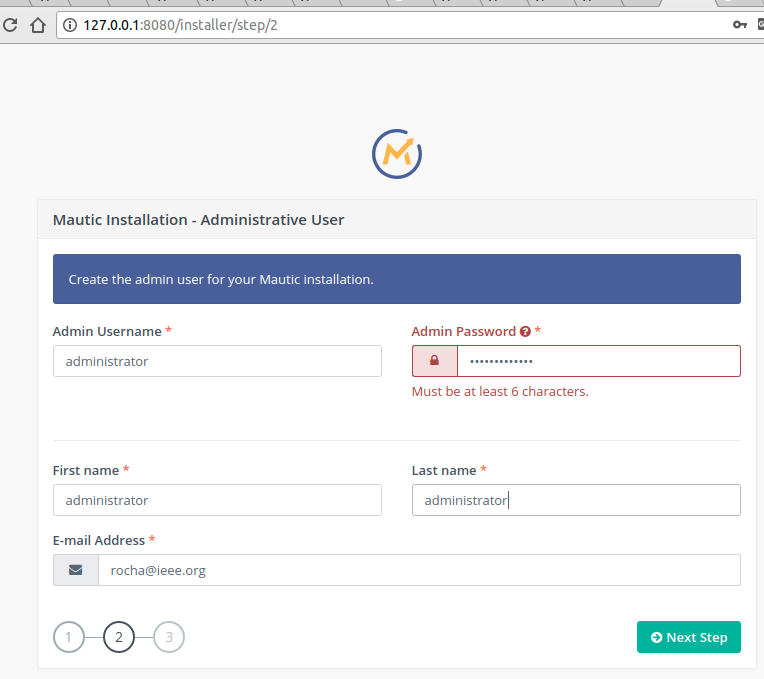 127.0.0.1:8080/installer/step/2
Mautic Installation - Administrative User
Create the admin user for your Mautic installation.
Admin Username *
Admin Password *
administrator
•••••••••••••
Must be at least 6 characters.
First name *
Last name *
administrator
administrator
E-mail Address *
rocha@ieee.org
1
2
3
Next Step